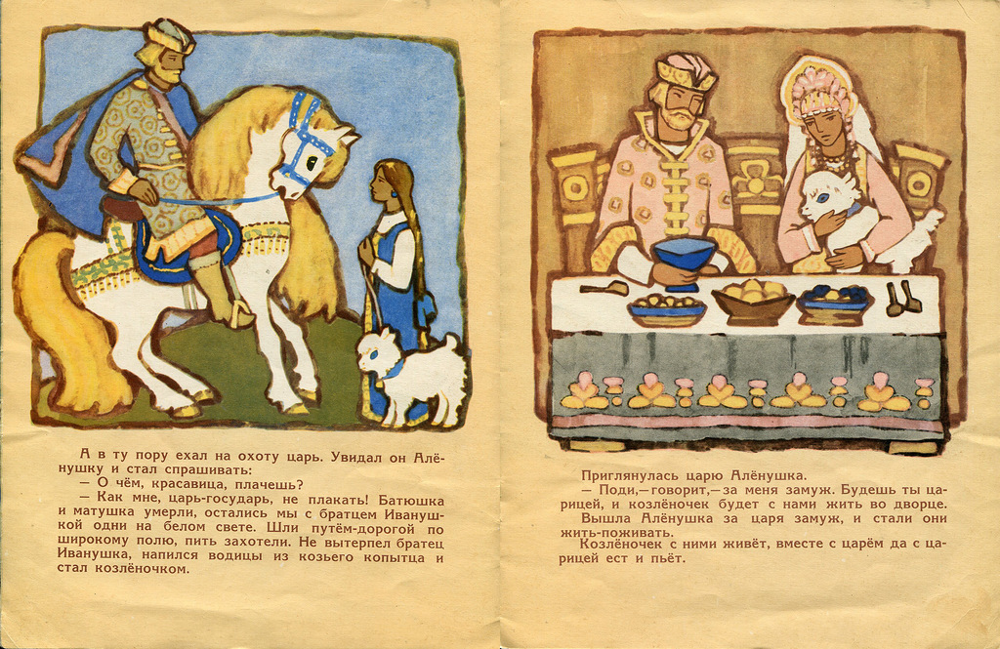 А в ту пору ехал на охоту царь. Увидал он Алё-
нушку и стал спрашивать:
— О чём, красавица, плачешь?
— Как мне, царь-государь, не плакать! Батюшка
и матушка умерли, остались мы с братцем Ивануш-
кой одни на белом свете. Шли путём-дорогой по
широкому полю, пить захотели. Не вытерпел братец
Иванушка, напился водицы из козьего копытца и
стал козлёночком.
Приглянулась царю Алёнушка.
— Поди,—говорит,—за меня замуж. Будешь ты ца-
рицей, и козлёночек будет с нами жить во дворце.
Вышла Алёнушка за царя замуж, и стали они
жить-поживать.
Козлёночек с ними живёт, вместе с царём да с ца-
рицей ест и пьёт.